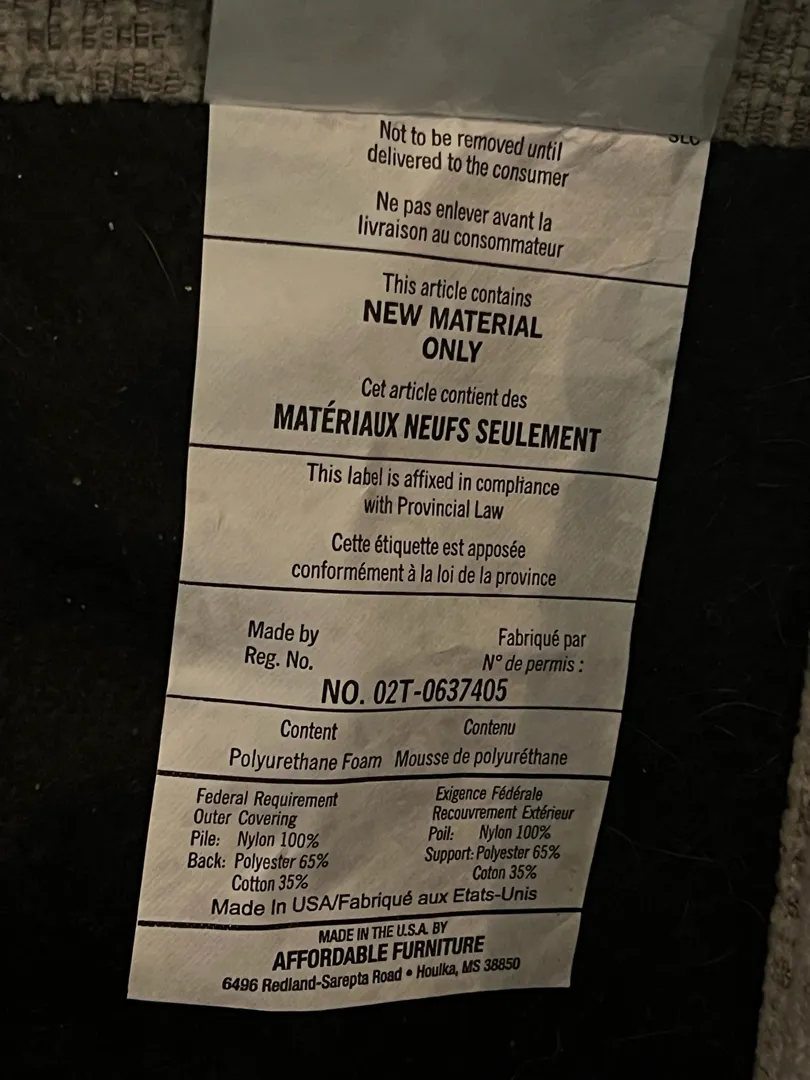 Not to be removed until
delivered to the consumer
Ne pas enlever avant la
livraison au consommateur
This article contains
NEW MATERIAL
ONLY
Cet article contient des
MATÉRIAUX NEUFS SEULEMENT
This label is affixed in compliance
with Provincial Law
Cette étiquette est apposée
conformément à la loi de la province
Made by Fabriqué par
Reg. No. N° de permis :
NO. 02T-0637405
Content Contenu
Polyurethane Foam Mousse de polyuréthane
Federal Requirement Exigence Fédérale
Outer Covering Recouvrement Extérieur
Pile: Nylon 100% Poil: Nylon 100%
Back: Polyester 65% Support: Polyester 65%
Cotton 35% Coton 35%
Made In USA/Fabriqué aux Etats-Unis
MADE IN THE U.S.A. BY
AFFORDABLE FURNITURE
6496 Redland-Sarepta Road • Houlka, MS 38850